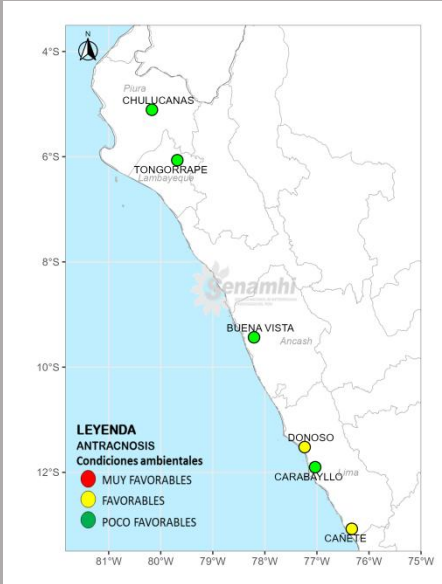 N
4°S
Piura
CHULUCANAS
6°S
TONGORRAPE
Lambayeque
8°S
Senamhi
BUENA VISTA
Ancash
10°S
LEYENDA
ANTRACNOSIS
Condiciones ambientales
MUY FAVORABLES
FAVORABLES
POCO FAVORABLES
DONOSO
12°S
Lima
CARABAYLLO
CAÑETE
81°W 80°W 79°W 78°W 77°W 76°W 75°W